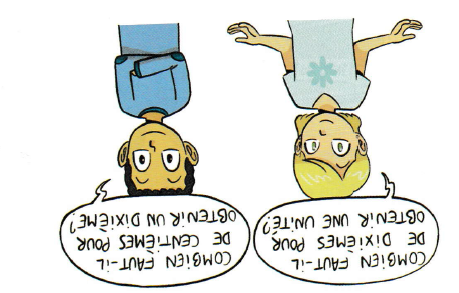 COMBIEN FAUT-IL
DE DIXIÈMES POUR
OBTENIR UNE UNITÉ?
COMBIEN FAUT-IL
DE CENTIÈMES POUR
OBTENIR UN DIXIÈME?